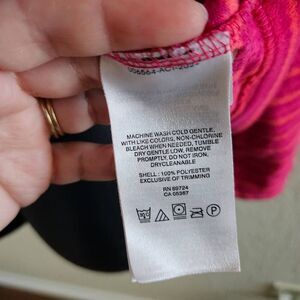 MACHINE WASH COLD GENTLE,
WITH LIKE COLORS, NON-CHLORINE
BLEACH WHEN NEEDED, TUMBLE
DRY GENTLE LOW, REMOVE
PROMPTLY, DO NOT IRON,
DRYCLEANABLE
SHELL: 100% POLYESTER
EXCLUSIVE OF TRIMMING
RN 89724
CA 05367
P